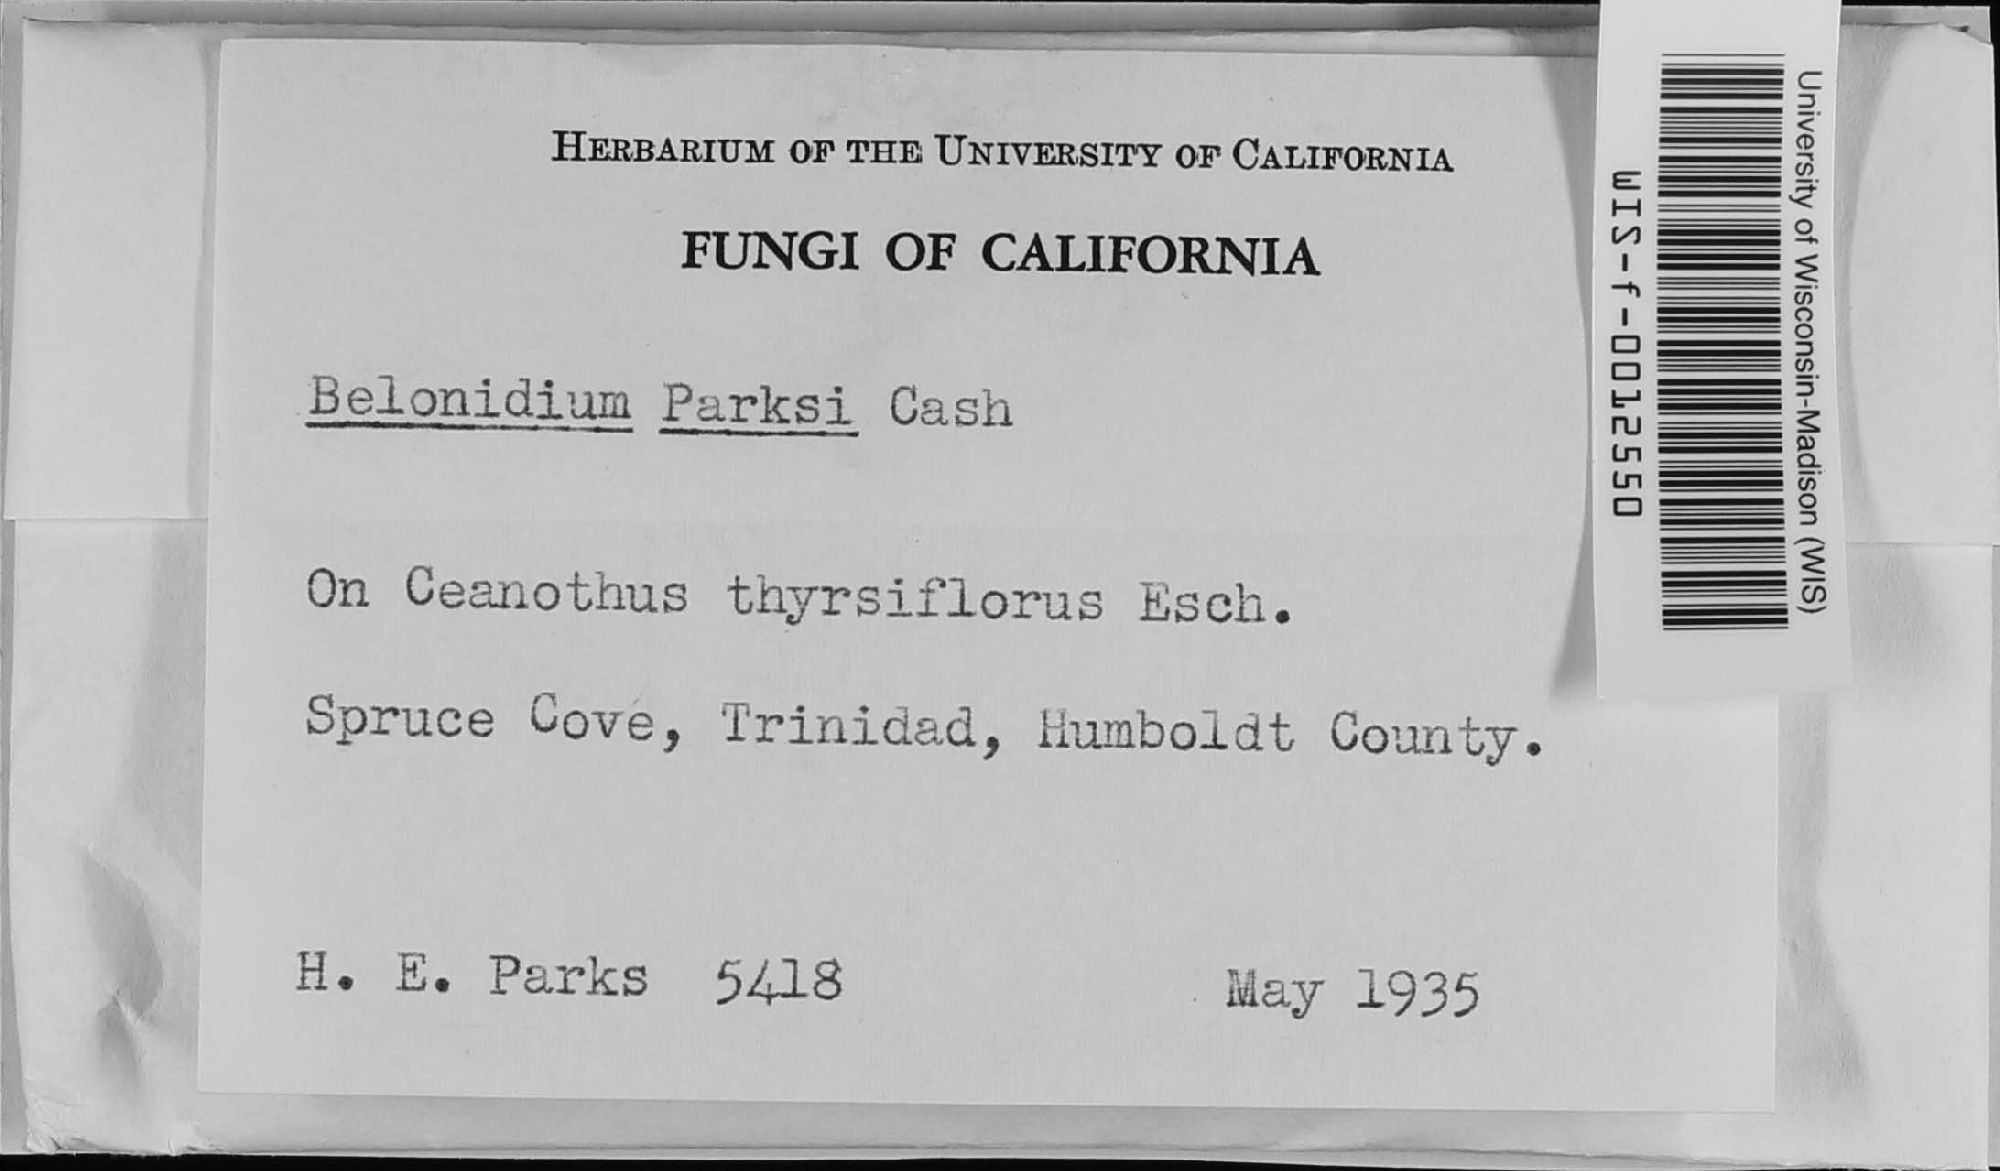 HERBARIUM OF THE UNIVERSITY OF CALIFORNIA
FUNGI OF CALIFORNIA
Belonidium Parksi Cash
On Ceanothus thyrsiflorus Esch.
Spruce Cove, Trinidad, Humboldt County.
H. E. Parks 5418 May 1935
University of Wisconsin-Madison (WIS)
WIS-f-0012550